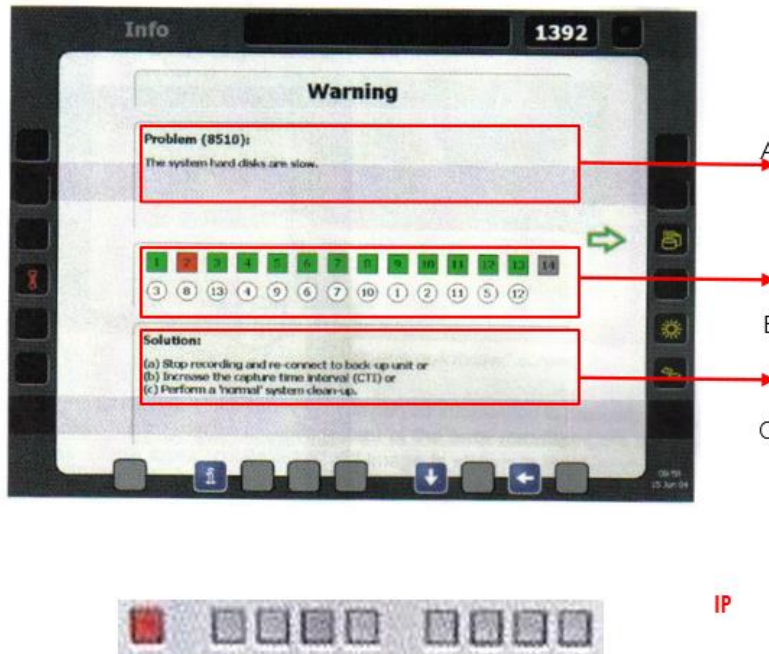 Info
1392
Warning
Problem (8510):
The system hard disks are slow.
A
1 2 3 4 5 6 7 8 9 10 11 12 13 14
3 8 13 4 9 6 7 10 1 2 11 5 12
B
Solution:
(a) Stop recording and re-connect to back-up unit or
(b) Increase the capture time interval (CTI) or
(c) Perform a 'normal' system clean-up.
C
15 Jun 04
IP